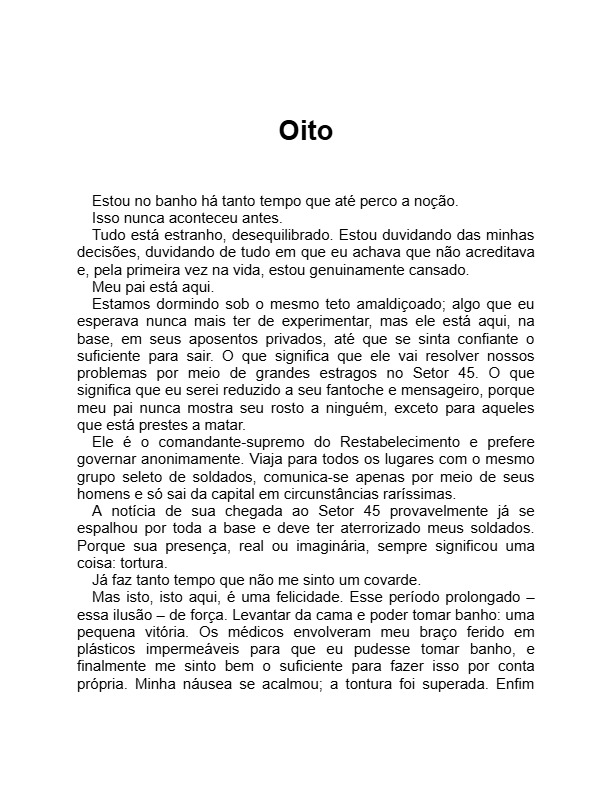 Oito
Estou no banho há tanto tempo que até perco a noção.
Isso nunca aconteceu antes.
Tudo está estranho, desequilibrado. Estou duvidando das minhas
decisões, duvidando de tudo em que eu achava que não acreditava
e, pela primeira vez na vida, estou genuinamente cansado.
Meu pai está aqui.
Estamos dormindo sob o mesmo teto amaldiçoado; algo que eu
esperava nunca mais ter de experimentar, mas ele está aqui, na
base, em seus aposentos privados, até que se sinta confiante o
suficiente para sair. O que significa que ele vai resolver nossos
problemas por meio de grandes estragos no Setor 45. O que
significa que eu serei reduzido a seu fantoche e mensageiro, porque
meu pai nunca mostra seu rosto a ninguém, exceto para aqueles
que está prestes a matar.
Ele é o comandante-supremo do Restabelecimento e prefere
governar anonimamente. Viaja para todos os lugares com o mesmo
grupo seleto de soldados, comunica-se apenas por meio de seus
homens e só sai da capital em circunstâncias raríssimas.
A notícia de sua chegada ao Setor 45 provavelmente já se
espalhou por toda a base e deve ter aterrorizado meus soldados.
Porque sua presença, real ou imaginária, sempre significou uma
coisa: tortura.
Já faz tanto tempo que não me sinto um covarde.
Mas isto, isto aqui, é uma felicidade. Esse período prolongado –
essa ilusão – de força. Levantar da cama e poder tomar banho: uma
pequena vitória. Os médicos envolveram meu braço ferido em
plásticos impermeáveis para que eu pudesse tomar banho, e
finalmente me sinto bem o suficiente para fazer isso por conta
própria. Minha náusea se acalmou; a tontura foi superada. Enfim